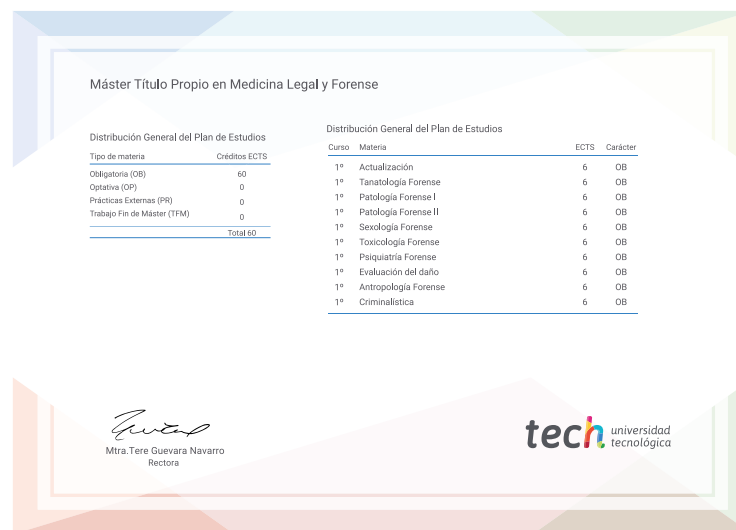 Máster Título Propio en Medicina Legal y Forense
Distribución General del Plan de Estudios
Tipo de materia Créditos ECTS
Obligatoria (OB) 60
Optativa (OP) 0
Prácticas Externas (PR) 0
Trabajo Fin de Máster (TFM) 0
Total 60
Distribución General del Plan de Estudios
Curso Materia ECTS Carácter
1º Actualización 6 OB
1º Tanatología Forense 6 OB
1º Patología Forense I 6 OB
1º Patología Forense II 6 OB
1º Sexología Forense 6 OB
1º Toxicología Forense 6 OB
1º Psiquiatría Forense 6 OB
1º Evaluación del daño 6 OB
1º Antropología Forense 6 OB
1º Criminalística 6 OB
Mtra.Tere Guevara Navarro
Rectora
tech universidad
tecnológica